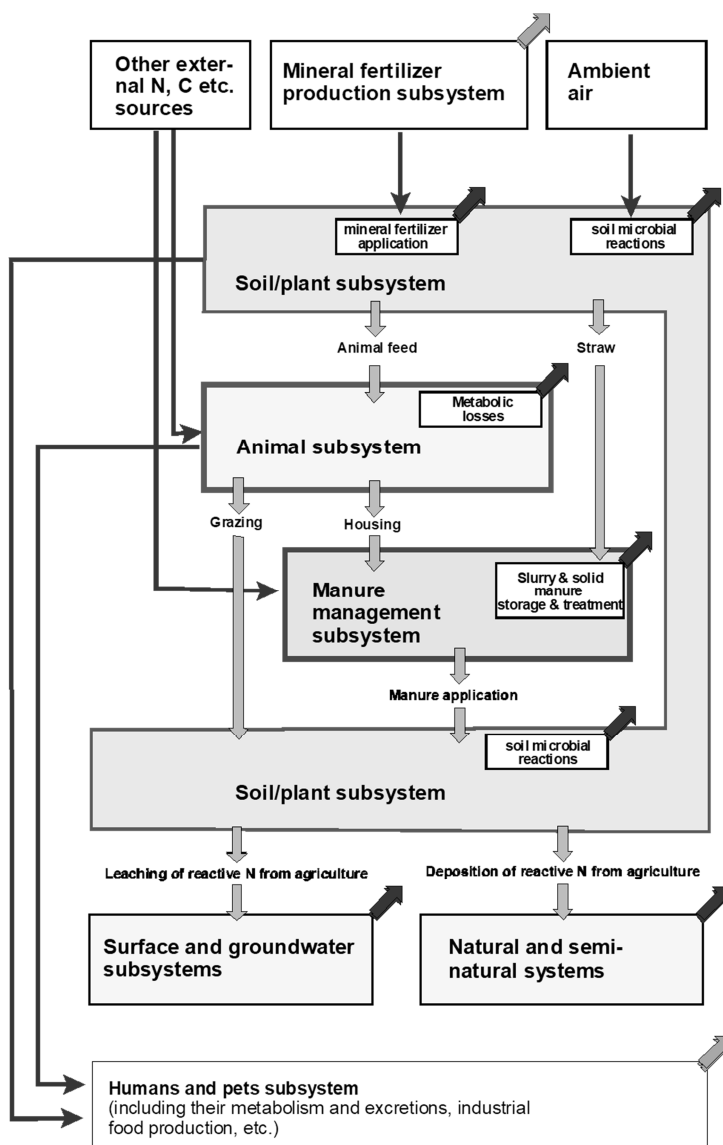 Other exter-
nal N, C etc.
sources
Mineral fertilizer
production subsystem
Ambient
air
mineral fertilizer
application
soil microbial
reactions
Soil/plant subsystem
Animal feed
Straw
Metabolic
losses
Animal subsystem
Grazing
Housing
Slurry & solid
manure
storage & treatment
Manure
management
subsystem
Manure application
soil microbial
reactions
Soil/plant subsystem
Leaching of reactive N from agriculture
Deposition of reactive N from agriculture
Surface and groundwater
subsystems
Natural and semi-
natural systems
Humans and pets subsystem
(including their metabolism and excretions, industrial
food production, etc.)